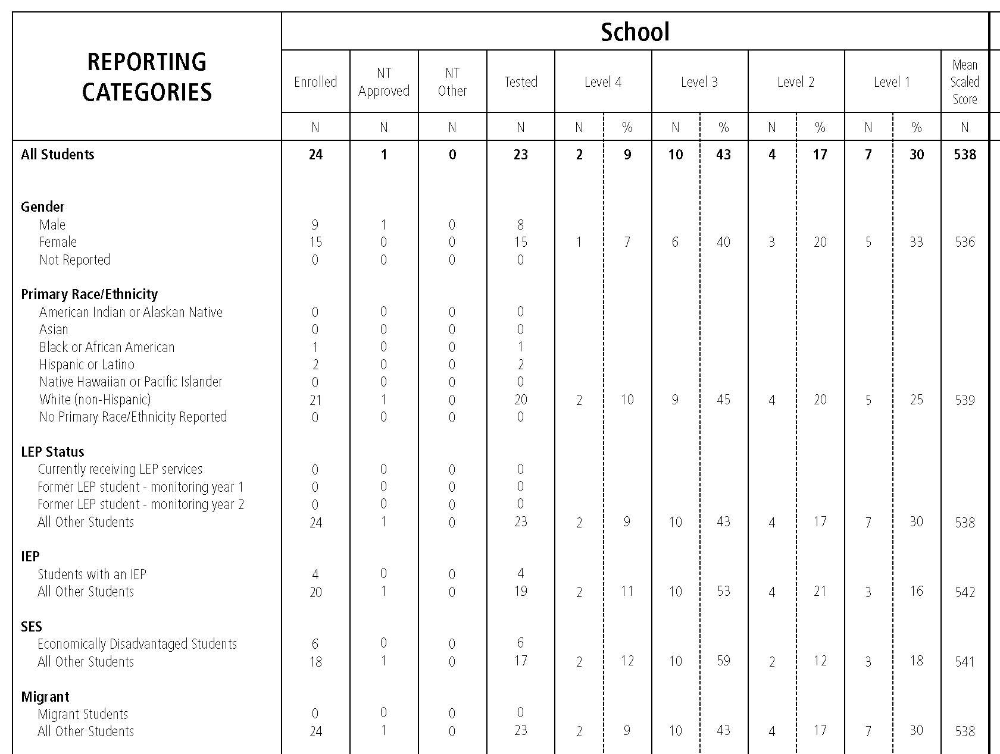 School
REPORTING
CATEGORIES
Enrolled NT Approved NT Other Tested Level 4 Level 3 Level 2 Level 1 Mean Scaled Score
N N N N N % N % N % N % N
All Students 24 1 0 23 2 9 10 43 4 17 7 30 538
Gender
Male 9 1 0 8
Female 15 0 0 15 1 7 6 40 3 20 5 33 536
Not Reported 0 0 0 0
Primary Race/Ethnicity
American Indian or Alaskan Native 0 0 0 0
Asian 0 0 0 0
Black or African American 1 0 0 1
Hispanic or Latino 2 0 0 2
Native Hawaiian or Pacific Islander 0 0 0 0
White (non-Hispanic) 21 1 0 20 2 10 9 45 4 20 5 25 539
No Primary Race/Ethnicity Reported 0 0 0 0
LEP Status
Currently receiving LEP services 0 0 0 0
Former LEP student - monitoring year 1 0 0 0 0
Former LEP student - monitoring year 2 0 0 0 0
All Other Students 24 1 0 23 2 9 10 43 4 17 7 30 538
IEP
Students with an IEP 4 0 0 4
All Other Students 20 1 0 19 2 11 10 53 4 21 3 16 542
SES
Economically Disadvantaged Students 6 0 0 6
All Other Students 18 1 0 17 2 12 10 59 2 12 3 18 541
Migrant
Migrant Students 0 0 0 0
All Other Students 24 1 0 23 2 9 10 43 4 17 7 30 538